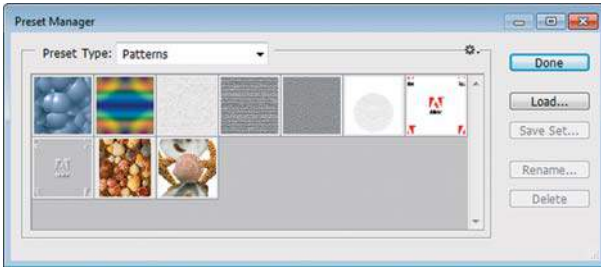 Preset Manager
Preset Type: Patterns
Done
Load...
Save Set...
Rename...
Delete